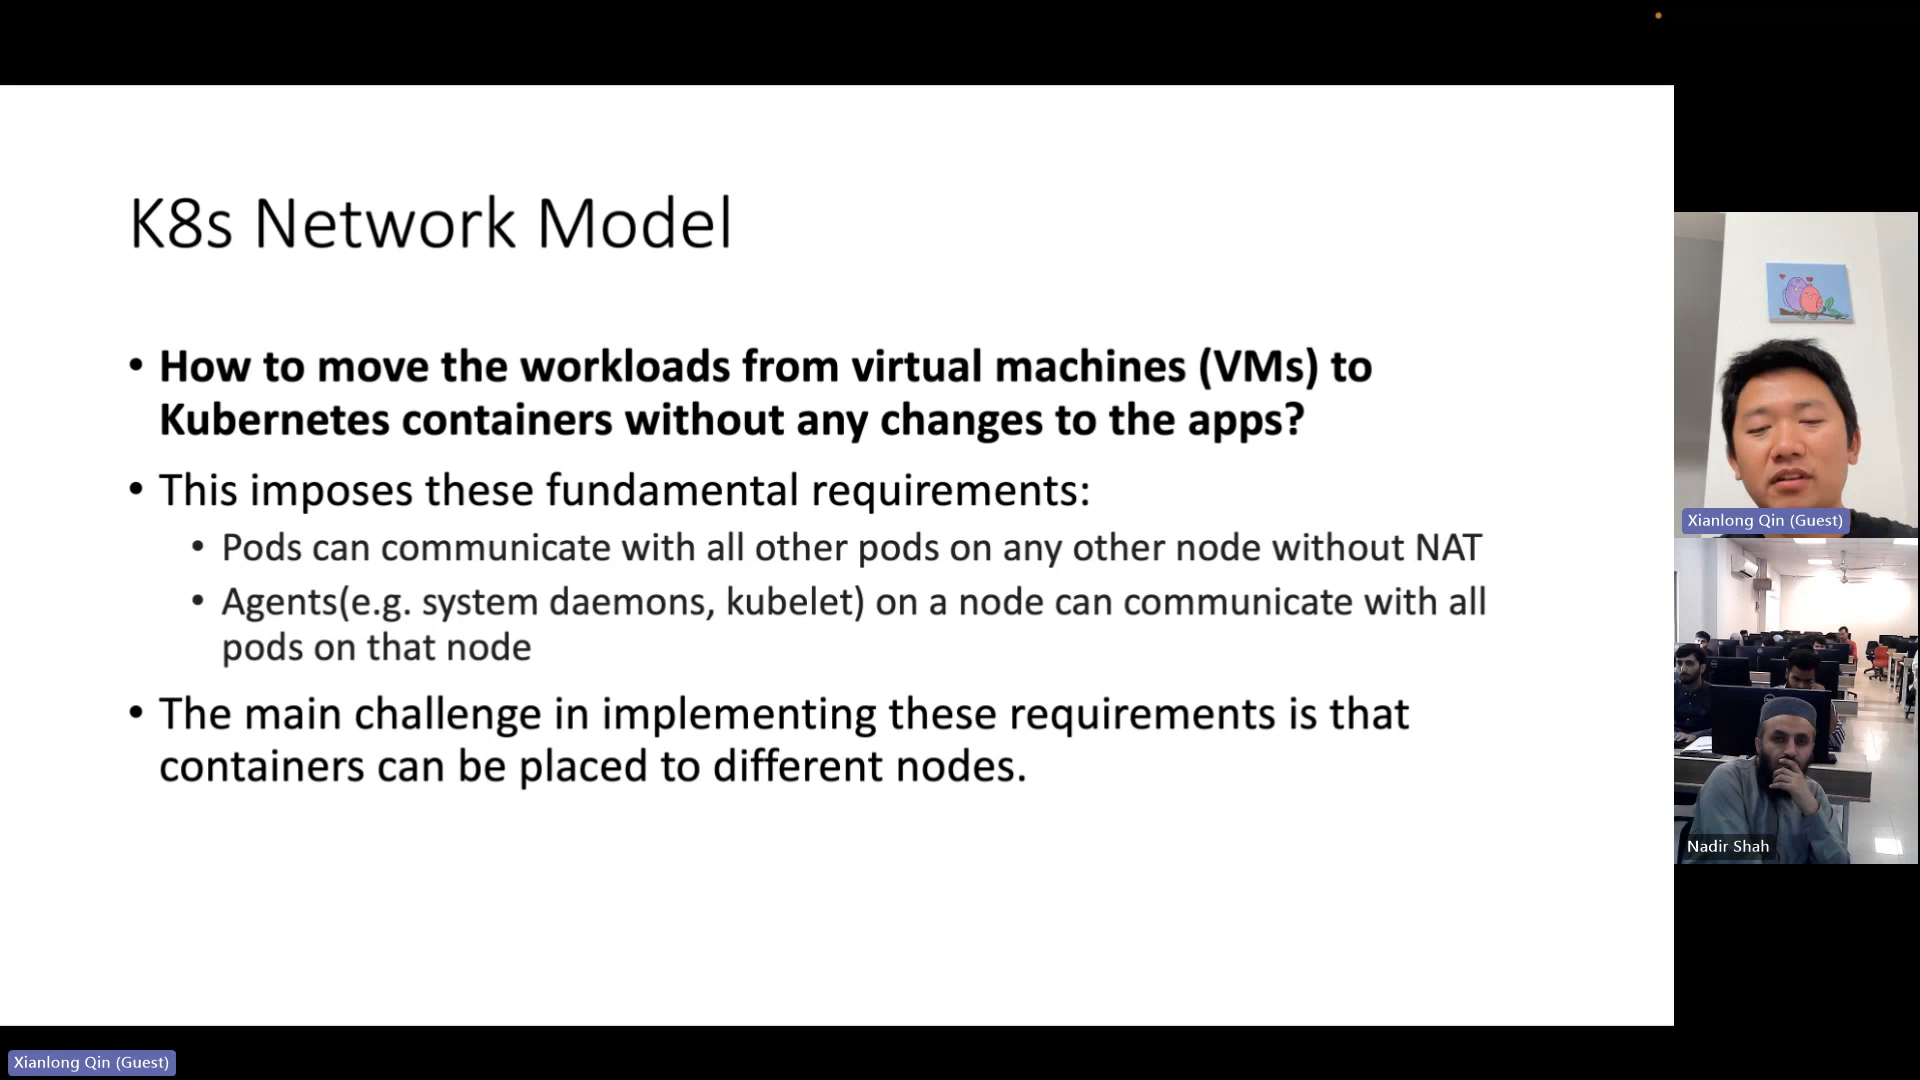 K8s Network Model
• How to move the workloads from virtual machines (VMs) to
Kubernetes containers without any changes to the apps?
• This imposes these fundamental requirements:
• Pods can communicate with all other pods on any other node without NAT
• Agents(e.g. system daemons, kubelet) on a node can communicate with all
pods on that node
• The main challenge in implementing these requirements is that
containers can be placed to different nodes.
Xianlong Qin (Guest)
Nadir Shah
Xianlong Qin (Guest)